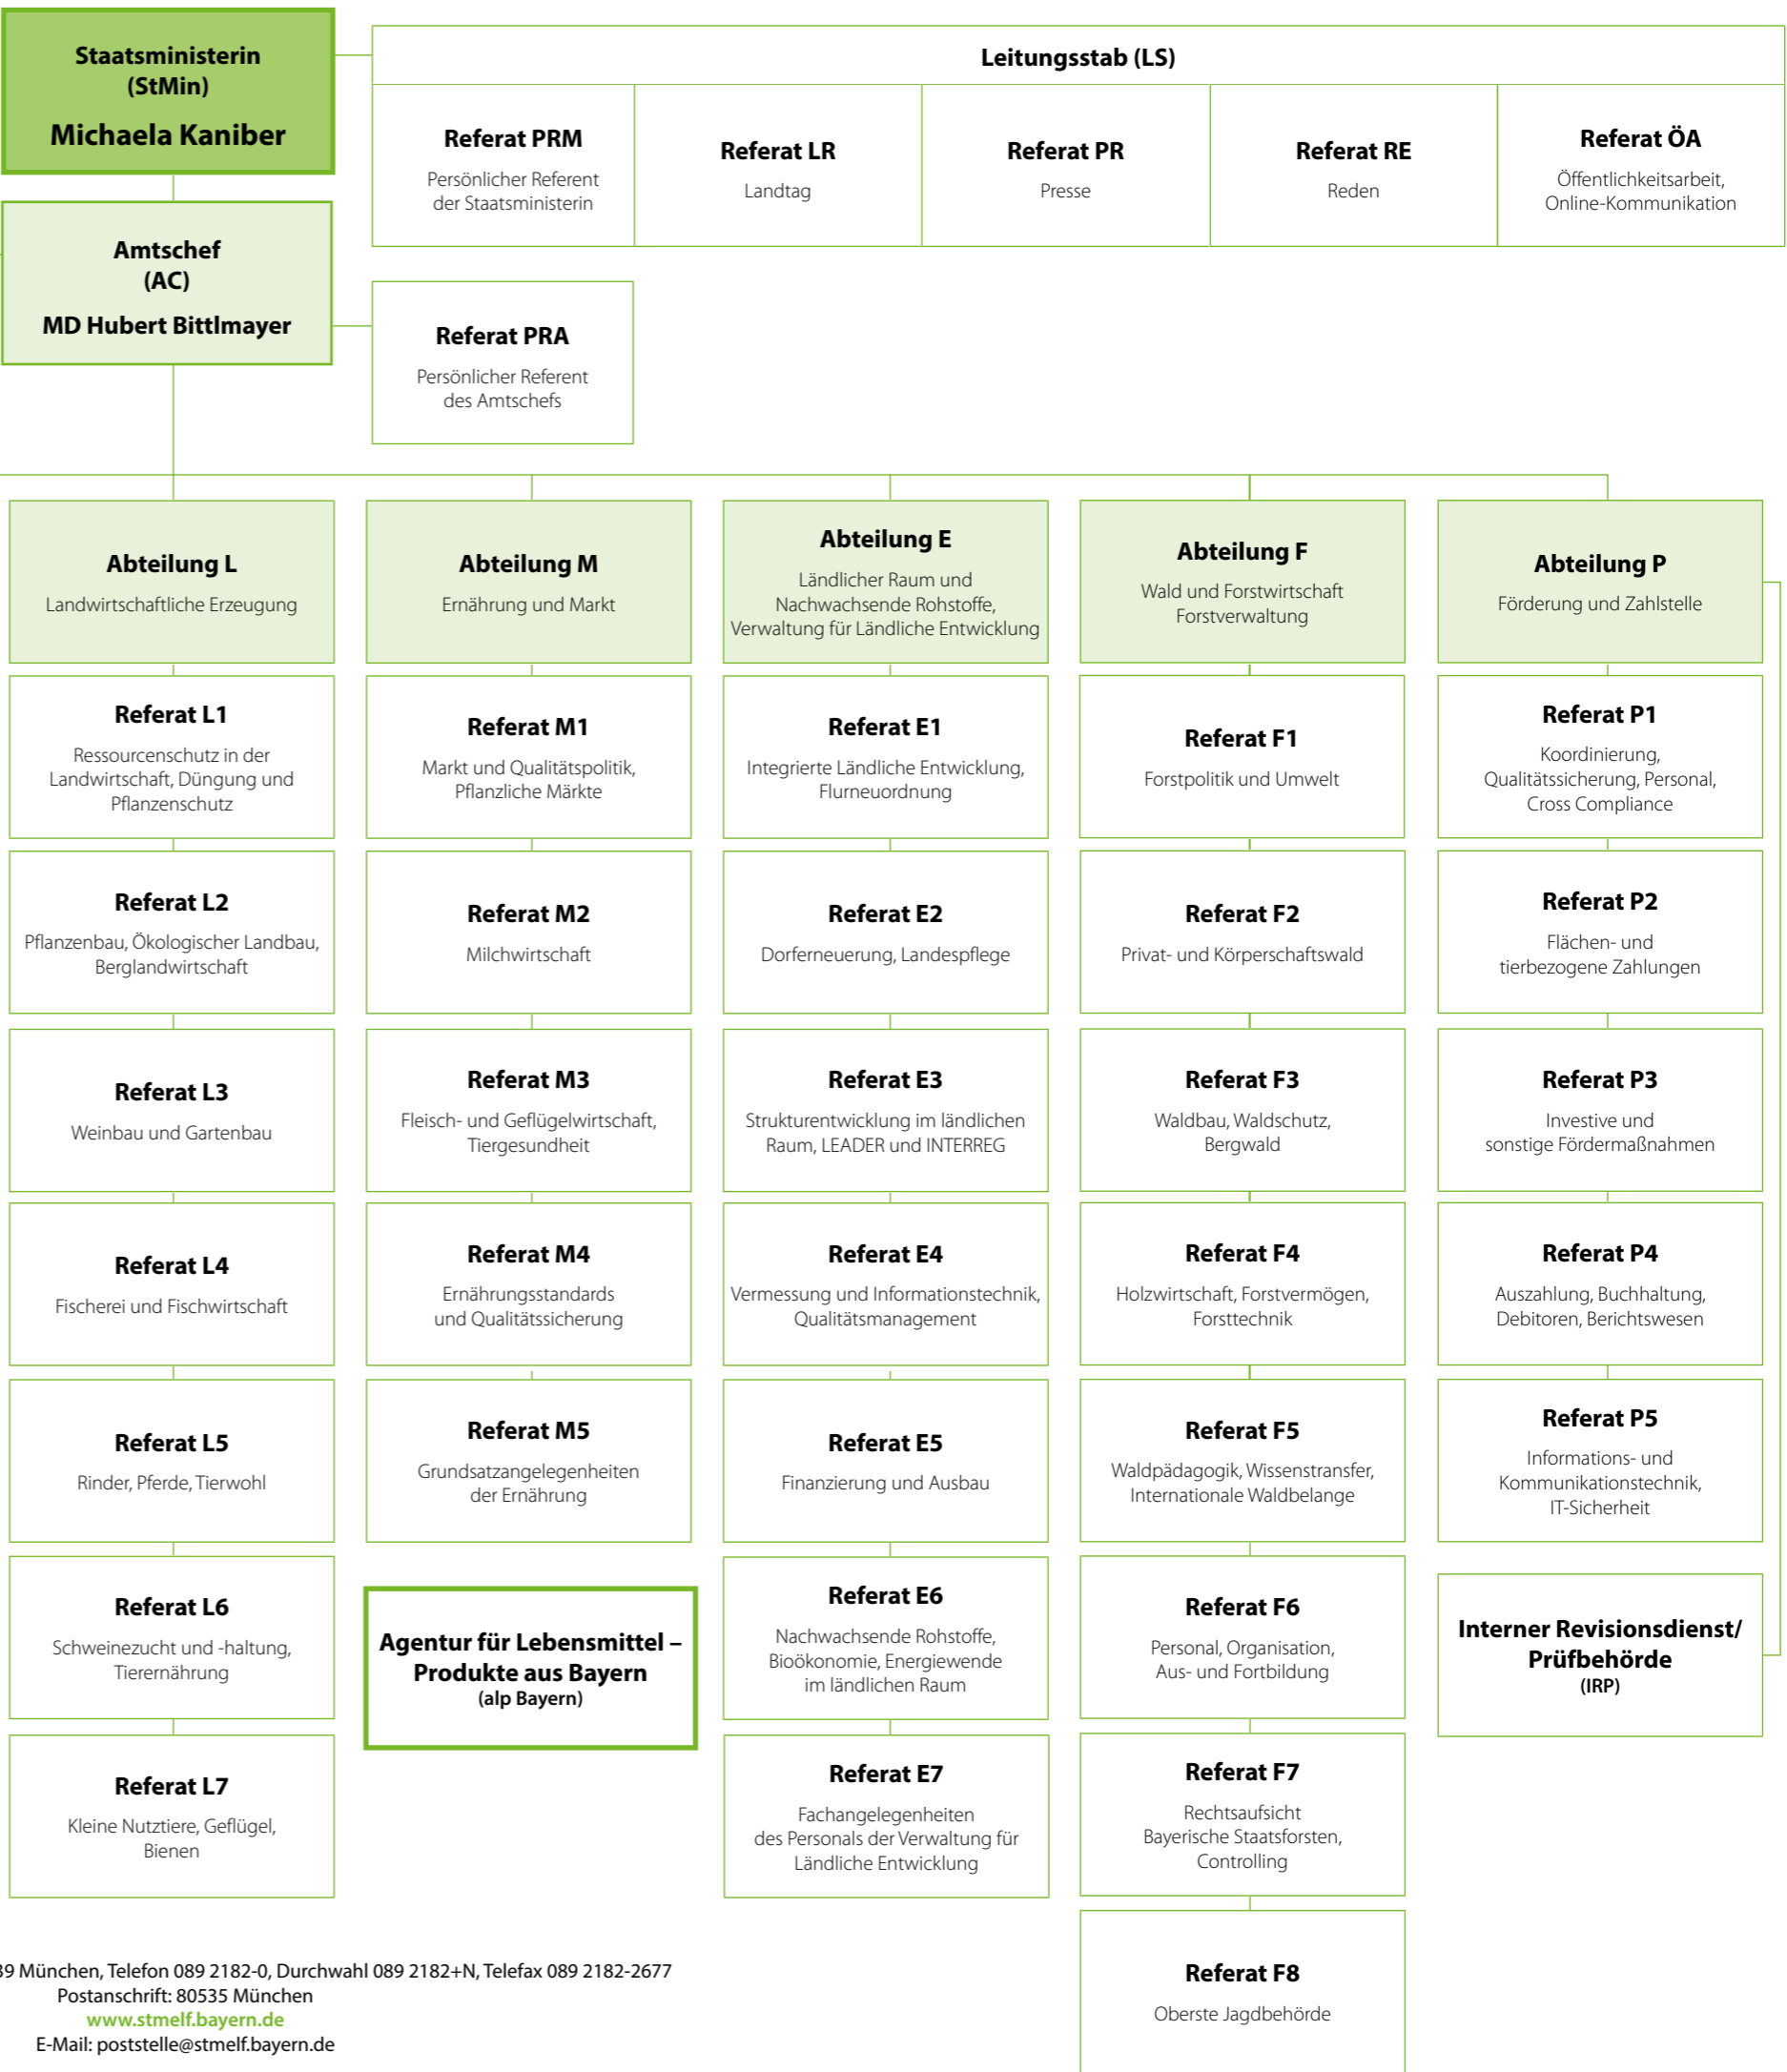 Staatsministerin
(StMin)
Michaela Kaniber
Leitungsstab (LS)
Referat PRM
Persönlicher Referent
der Staatsministerin
Referat LR
Landtag
Referat PR
Presse
Referat RE
Reden
Referat ÖA
Öffentlichkeitsarbeit,
Online-Kommunikation
Amtschef
(AC)
MD Hubert Bittlmayer
Referat PRA
Persönlicher Referent
des Amtschefs
Abteilung L
Landwirtschaftliche Erzeugung
Referat L1
Ressourcenschutz in der
Landwirtschaft, Düngung und
Pflanzenschutz
Referat L2
Pflanzenbau, Ökologischer Landbau,
Berglandwirtschaft
Referat L3
Weinbau und Gartenbau
Referat L4
Fischerei und Fischwirtschaft
Referat L5
Rinder, Pferde, Tierwohl
Referat L6
Schweinezucht und -haltung,
Tierernährung
Referat L7
Kleine Nutztiere, Geflügel,
Bienen
Abteilung M
Ernährung und Markt
Referat M1
Markt und Qualitätspolitik,
Pflanzliche Märkte
Referat M2
Milchwirtschaft
Referat M3
Fleisch- und Geflügelwirtschaft,
Tiergesundheit
Referat M4
Ernährungsstandards
und Qualitätssicherung
Referat M5
Grundsatzangelegenheiten
der Ernährung
Agentur für Lebensmittel –
Produkte aus Bayern
(alp Bayern)
Abteilung E
Ländlicher Raum und
Nachwachsende Rohstoffe,
Verwaltung für Ländliche Entwicklung
Referat E1
Integrierte Ländliche Entwicklung,
Flurneuordnung
Referat E2
Dorferneuerung, Landespflege
Referat E3
Strukturentwicklung im ländlichen
Raum, LEADER und INTERREG
Referat E4
Vermessung und Informationstechnik,
Qualitätsmanagement
Referat E5
Finanzierung und Ausbau
Referat E6
Nachwachsende Rohstoffe,
Bioökonomie, Energiewende
im ländlichen Raum
Referat E7
Fachangelegenheiten
des Personals der Verwaltung für
Ländliche Entwicklung
Abteilung F
Wald und Forstwirtschaft
Forstverwaltung
Referat F1
Forstpolitik und Umwelt
Referat F2
Privat- und Körperschaftswald
Referat F3
Waldbau, Waldschutz,
Bergwald
Referat F4
Holzwirtschaft, Forstvermögen,
Forsttechnik
Referat F5
Waldpädagogik, Wissenstransfer,
Internationale Waldbelange
Referat F6
Personal, Organisation,
Aus- und Fortbildung
Referat F7
Rechtsaufsicht
Bayerische Staatsforsten,
Controlling
Referat F8
Oberste Jagdbehörde
Abteilung P
Förderung und Zahlstelle
Referat P1
Koordinierung,
Qualitätssicherung, Personal,
Cross Compliance
Referat P2
Flächen- und
tierbezogene Zahlungen
Referat P3
Investive und
sonstige Fördermaßnahmen
Referat P4
Auszahlung, Buchhaltung,
Debitoren, Berichtswesen
Referat P5
Informations- und
Kommunikationstechnik,
IT-Sicherheit
Interner Revisionsdienst/
Prüfbehörde
(IRP)
39 München, Telefon 089 2182-0, Durchwahl 089 2182+N, Telefax 089 2182-2677
Postanschrift: 80535 München
www.stmelf.bayern.de
E-Mail: poststelle@stmelf.bayern.de